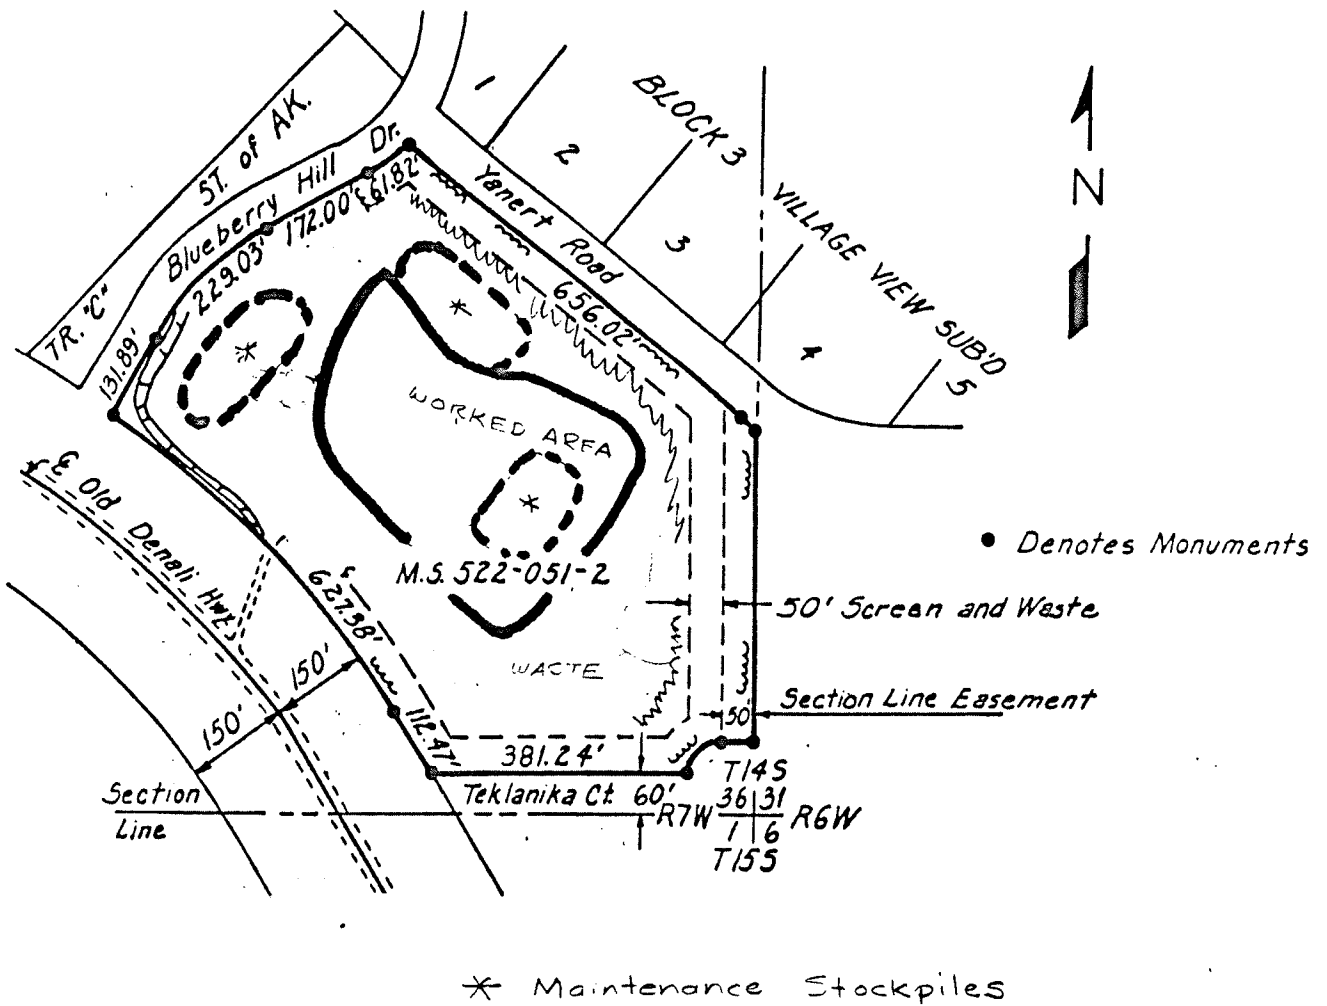 1
2
3
4
5
BLOCK 3
VILLAGE VIEW SUB'D
N
ST. of AK.
TR. "C"
Blueberry Hill Dr.
131.89'
229.03'
172.00'
61.82'
Yanert Road
656.02'
WORKED AREA
M.S. 522-051-2
WASTE
℄ Old Denali Hwy.
627.38'
150'
150'
112.47'
381.24'
Teklanika Ct. 60'
Section
Line
● Denotes Monuments
50' Screen and Waste
Section Line Easement
50'
T14S
R7W 36 31 R6W
1 6
T15S
* Maintenance Stockpiles